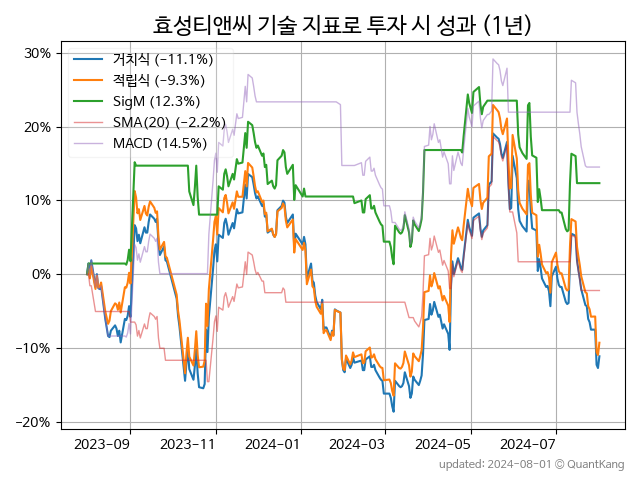 효성티앤씨 기술 지표로 투자 시 성과 (1년)
30%
20%
10%
0%
−10%
−20%
거치식 (−11.1%)
적립식 (−9.3%)
SigM (12.3%)
SMA(20) (−2.2%)
MACD (14.5%)
2023−09
2023−11
2024−01
2024−03
2024−05
2024−07
updated: 2024−08−01 © QuantKang